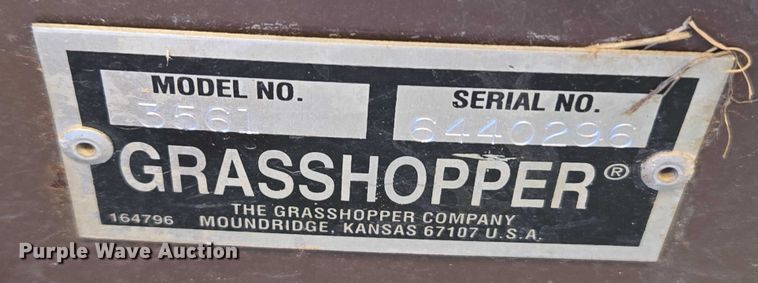 MODEL NO.
3561
SERIAL NO.
6440296
GRASSHOPPER®
164796
THE GRASSHOPPER COMPANY
MOUNDRIDGE, KANSAS 67107 U.S.A.
Purple Wave Auction